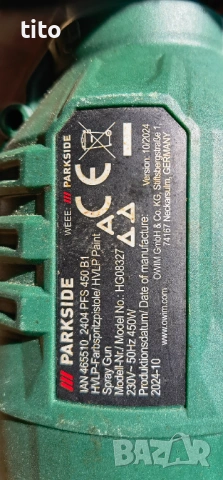 tito
PARKSIDE
IAN 465510_2404 PFS 450 B1
HVLP-Farbspritzpistole/ HVLP Paint
Spray Gun
Modell-Nr./ Model No.: HG08327
230V~ 50Hz 450W
Produktionsdatum/ Date of manufacture:
2024-10
WEEE: PARKSIDE
CE
Version: 10/2024
OWIM GmbH & Co. KG, Stiftsbergstraße 1
74167 Neckarsulm, GERMANY
www.owim.com
bazar.bg